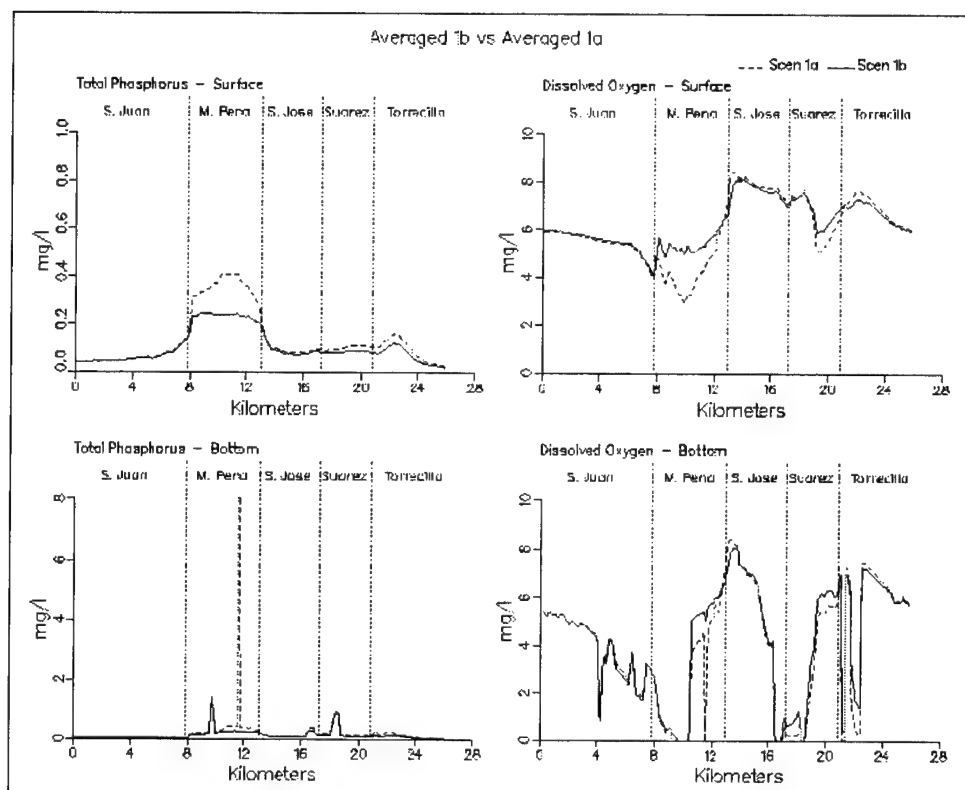 Averaged 1b vs Averaged 1a
Scen 1a Scen 1b
Total Phosphorus – Surface
S. Juan M. Pena S. Jose Suarez Torrecilla
mg/l
0.0 0.2 0.4 0.6 0.8 1.0
0 4 8 12 16 20 24 28
Kilometers
Dissolved Oxygen – Surface
S. Juan M. Pena S. Jose Suarez Torrecilla
mg/l
0 2 4 6 8 10
0 4 8 12 16 20 24 28
Kilometers
Total Phosphorus – Bottom
S. Juan M. Pena S. Jose Suarez Torrecilla
mg/l
0 2 4 6 8
0 4 8 12 16 20 24 28
Kilometers
Dissolved Oxygen – Bottom
S. Juan M. Pena S. Jose Suarez Torrecilla
mg/l
0 2 4 6 8 10
0 4 8 12 16 20 24 28
Kilometers